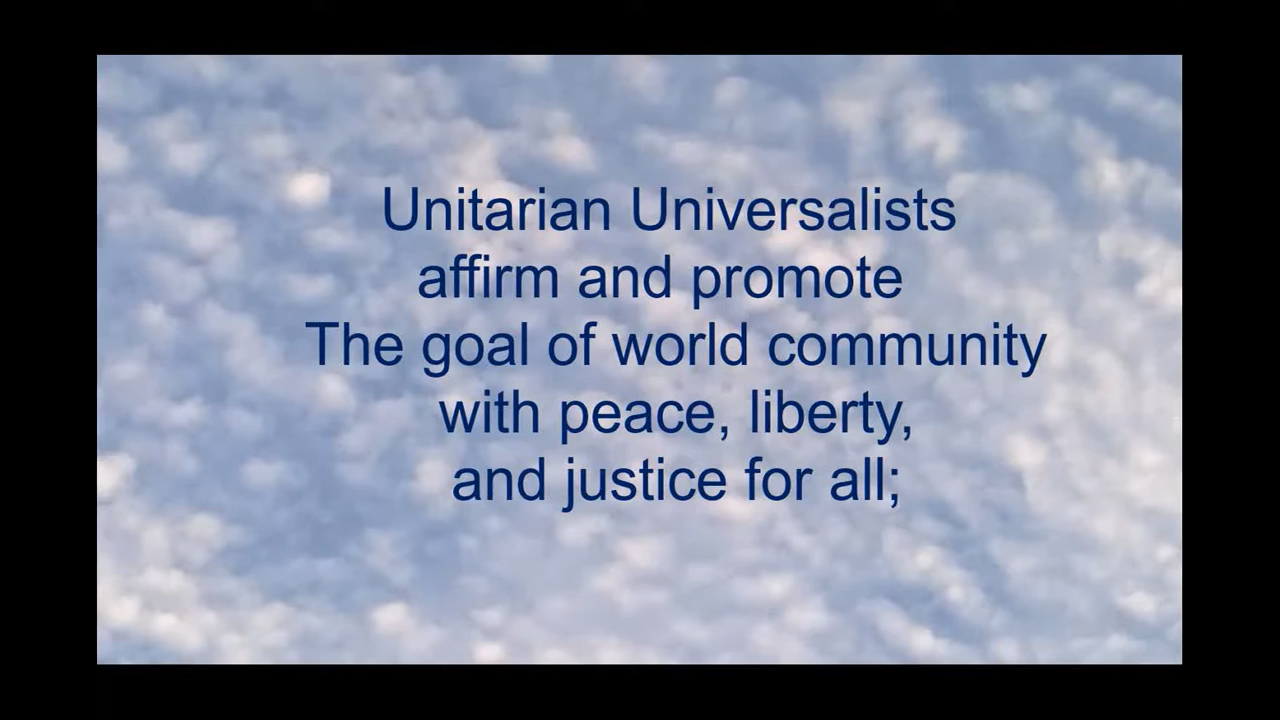 Unitarian Universalists
affirm and promote
The goal of world community
with peace, liberty,
and justice for all;